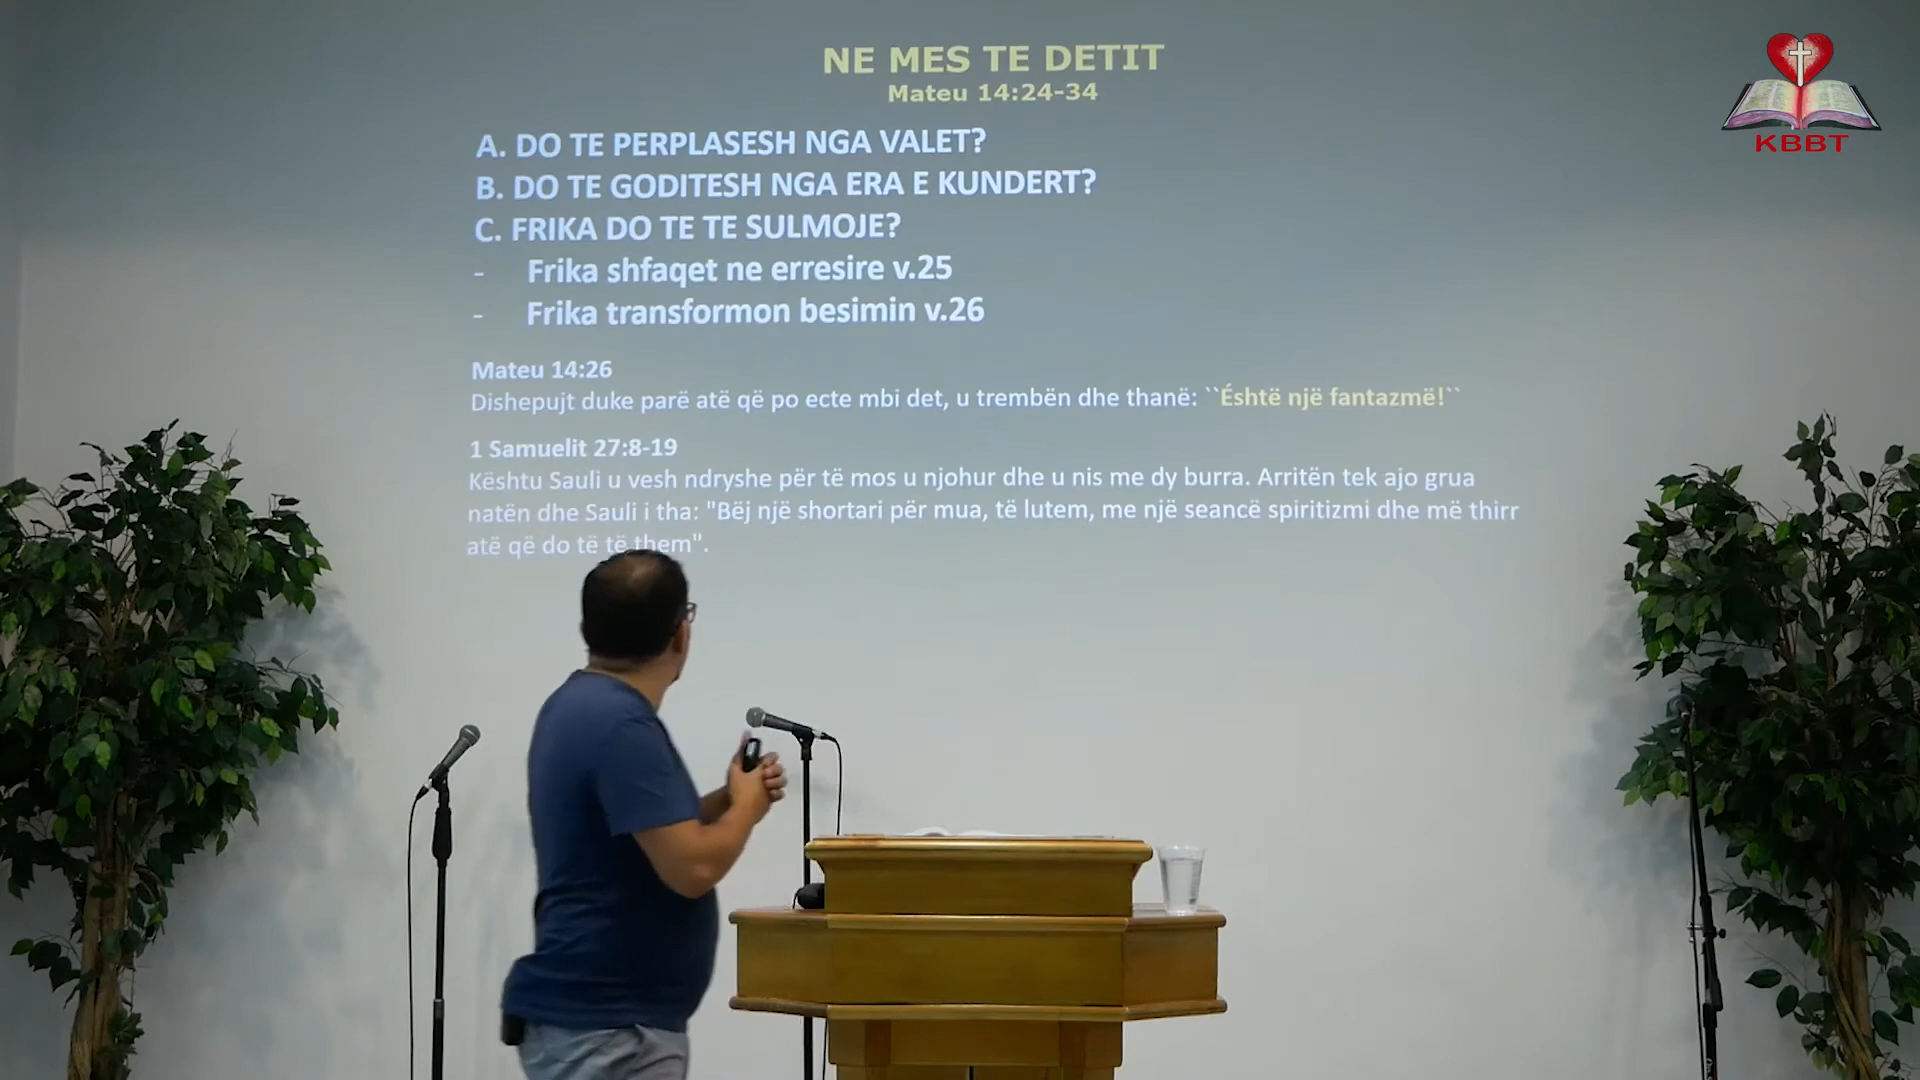 NE MES TE DETIT
Mateu 14:24-34
A. DO TE PERPLASESH NGA VALET?
B. DO TE GODITESH NGA ERA E KUNDERT?
C. FRIKA DO TE TE SULMOJE?
- Frika shfaqet ne erresire v.25
- Frika transformon besimin v.26
Mateu 14:26
Dishepujt duke parë atë që po ecte mbi det, u trembën dhe thanë: ``Është një fantazmë!``
1 Samuelit 27:8-19
Kështu Sauli u vesh ndryshe për të mos u njohur dhe u nis me dy burra. Arritën tek ajo grua
natën dhe Sauli i tha: "Bëj një shortari për mua, të lutem, me një seancë spiritizmi dhe më thirr
atë që do të të them".
KBBT